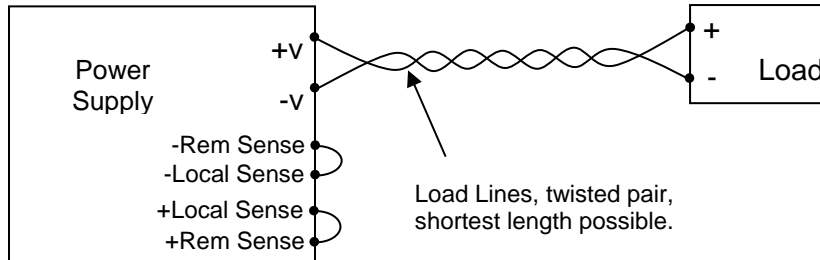 +v
+
Power
Supply
Load
-v
-
-Rem Sense
-Local Sense
+Local Sense
+Rem Sense
Load Lines, twisted pair,
shortest length possible.